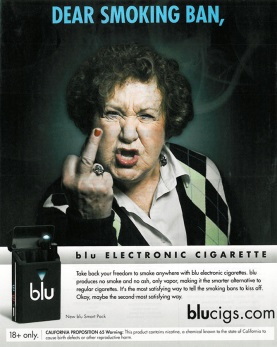 DEAR SMOKING BAN,
blu ELECTRONIC CIGARETTE
Take back your freedom to smoke anywhere with blu electronic cigarettes. blu
produces no smoke and no ash, only vapor, making it the smarter alternative to
regular cigarettes. It's the most satisfying way to tell the smoking bans to kiss off.
Okay, maybe the second-most satisfying way.
blu
New blu Smart Pack
blucigs.com
18+ only.
CALIFORNIA PROPOSITION 65 Warning: This product contains nicotine, a chemical known to the state of California to
cause birth defects or other reproductive harm.